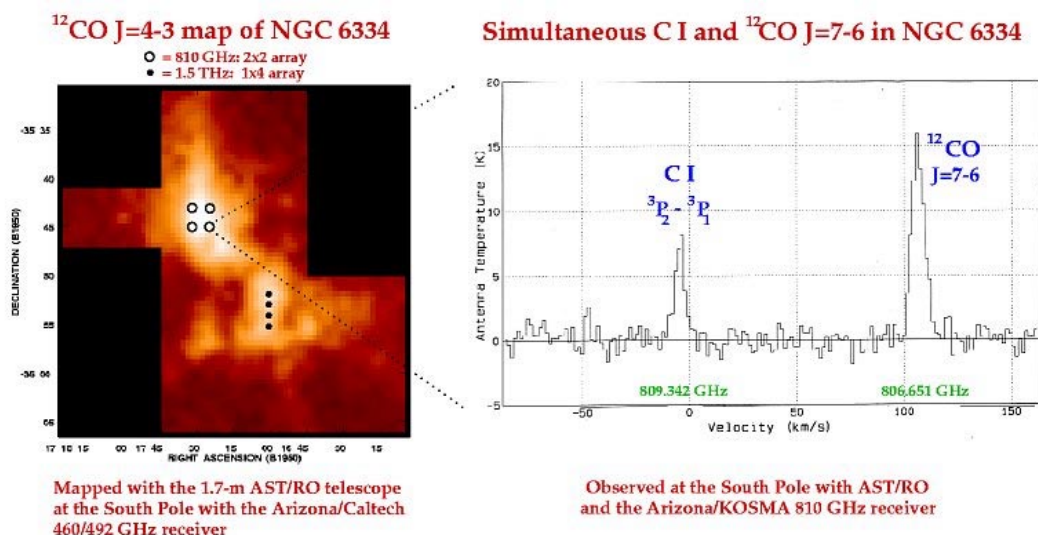 ¹²CO J=4-3 map of NGC 6334
o = 810 GHz: 2x2 array
• = 1.5 THz: 1x4 array
DECLINATION (B1950)
-35 35
40
45
50
55
-36 00
05
17 10 15
00
17 45
30
15
00
16 45
30
15
RIGHT ASCENSION (B1950)
Mapped with the 1.7-m AST/RO telescope
at the South Pole with the Arizona/Caltech
460/492 GHz receiver
Simultaneous C I and ¹²CO J=7-6 in NGC 6334
Antenna Temperature [K]
20
15
10
5
0
-5
C I
³P₂ - ³P₁
¹²CO
J=7-6
809.342 GHz
806.651 GHz
-50
0
50
100
150
Velocity (km/s)
Observed at the South Pole with AST/RO
and the Arizona/KOSMA 810 GHz receiver